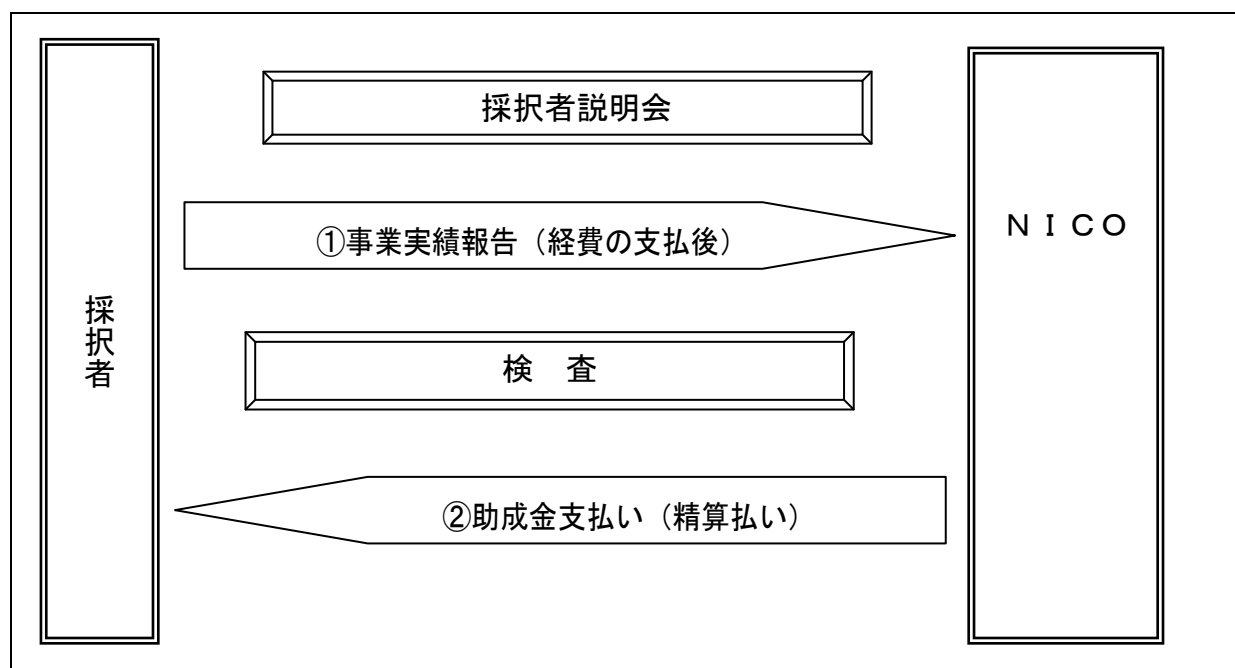 採択者説明会
ＮＩＣＯ
①事業実績報告（経費の支払後）
採択者
検　査
②助成金支払い（精算払い）